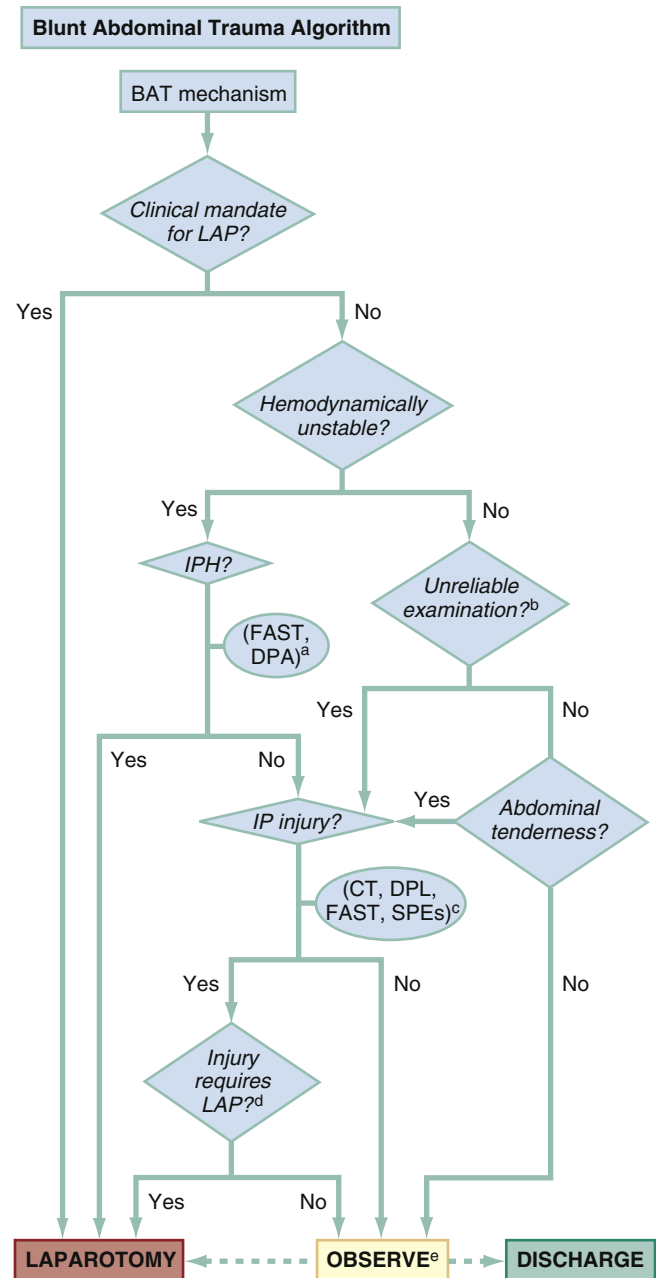 Blunt Abdominal Trauma Algorithm
BAT mechanism
Clinical mandate
for LAP?
Yes
No
Hemodynamically
unstable?
Yes
No
IPH?
Unreliable
examination?b
(FAST,
DPA)a
Yes
No
Yes
No
IP injury?
Yes
Abdominal
tenderness?
(CT, DPL,
FAST, SPEs)c
Yes
No
No
Injury
requires
LAP?d
Yes
No
LAPAROTOMY
OBSERVEe
DISCHARGE